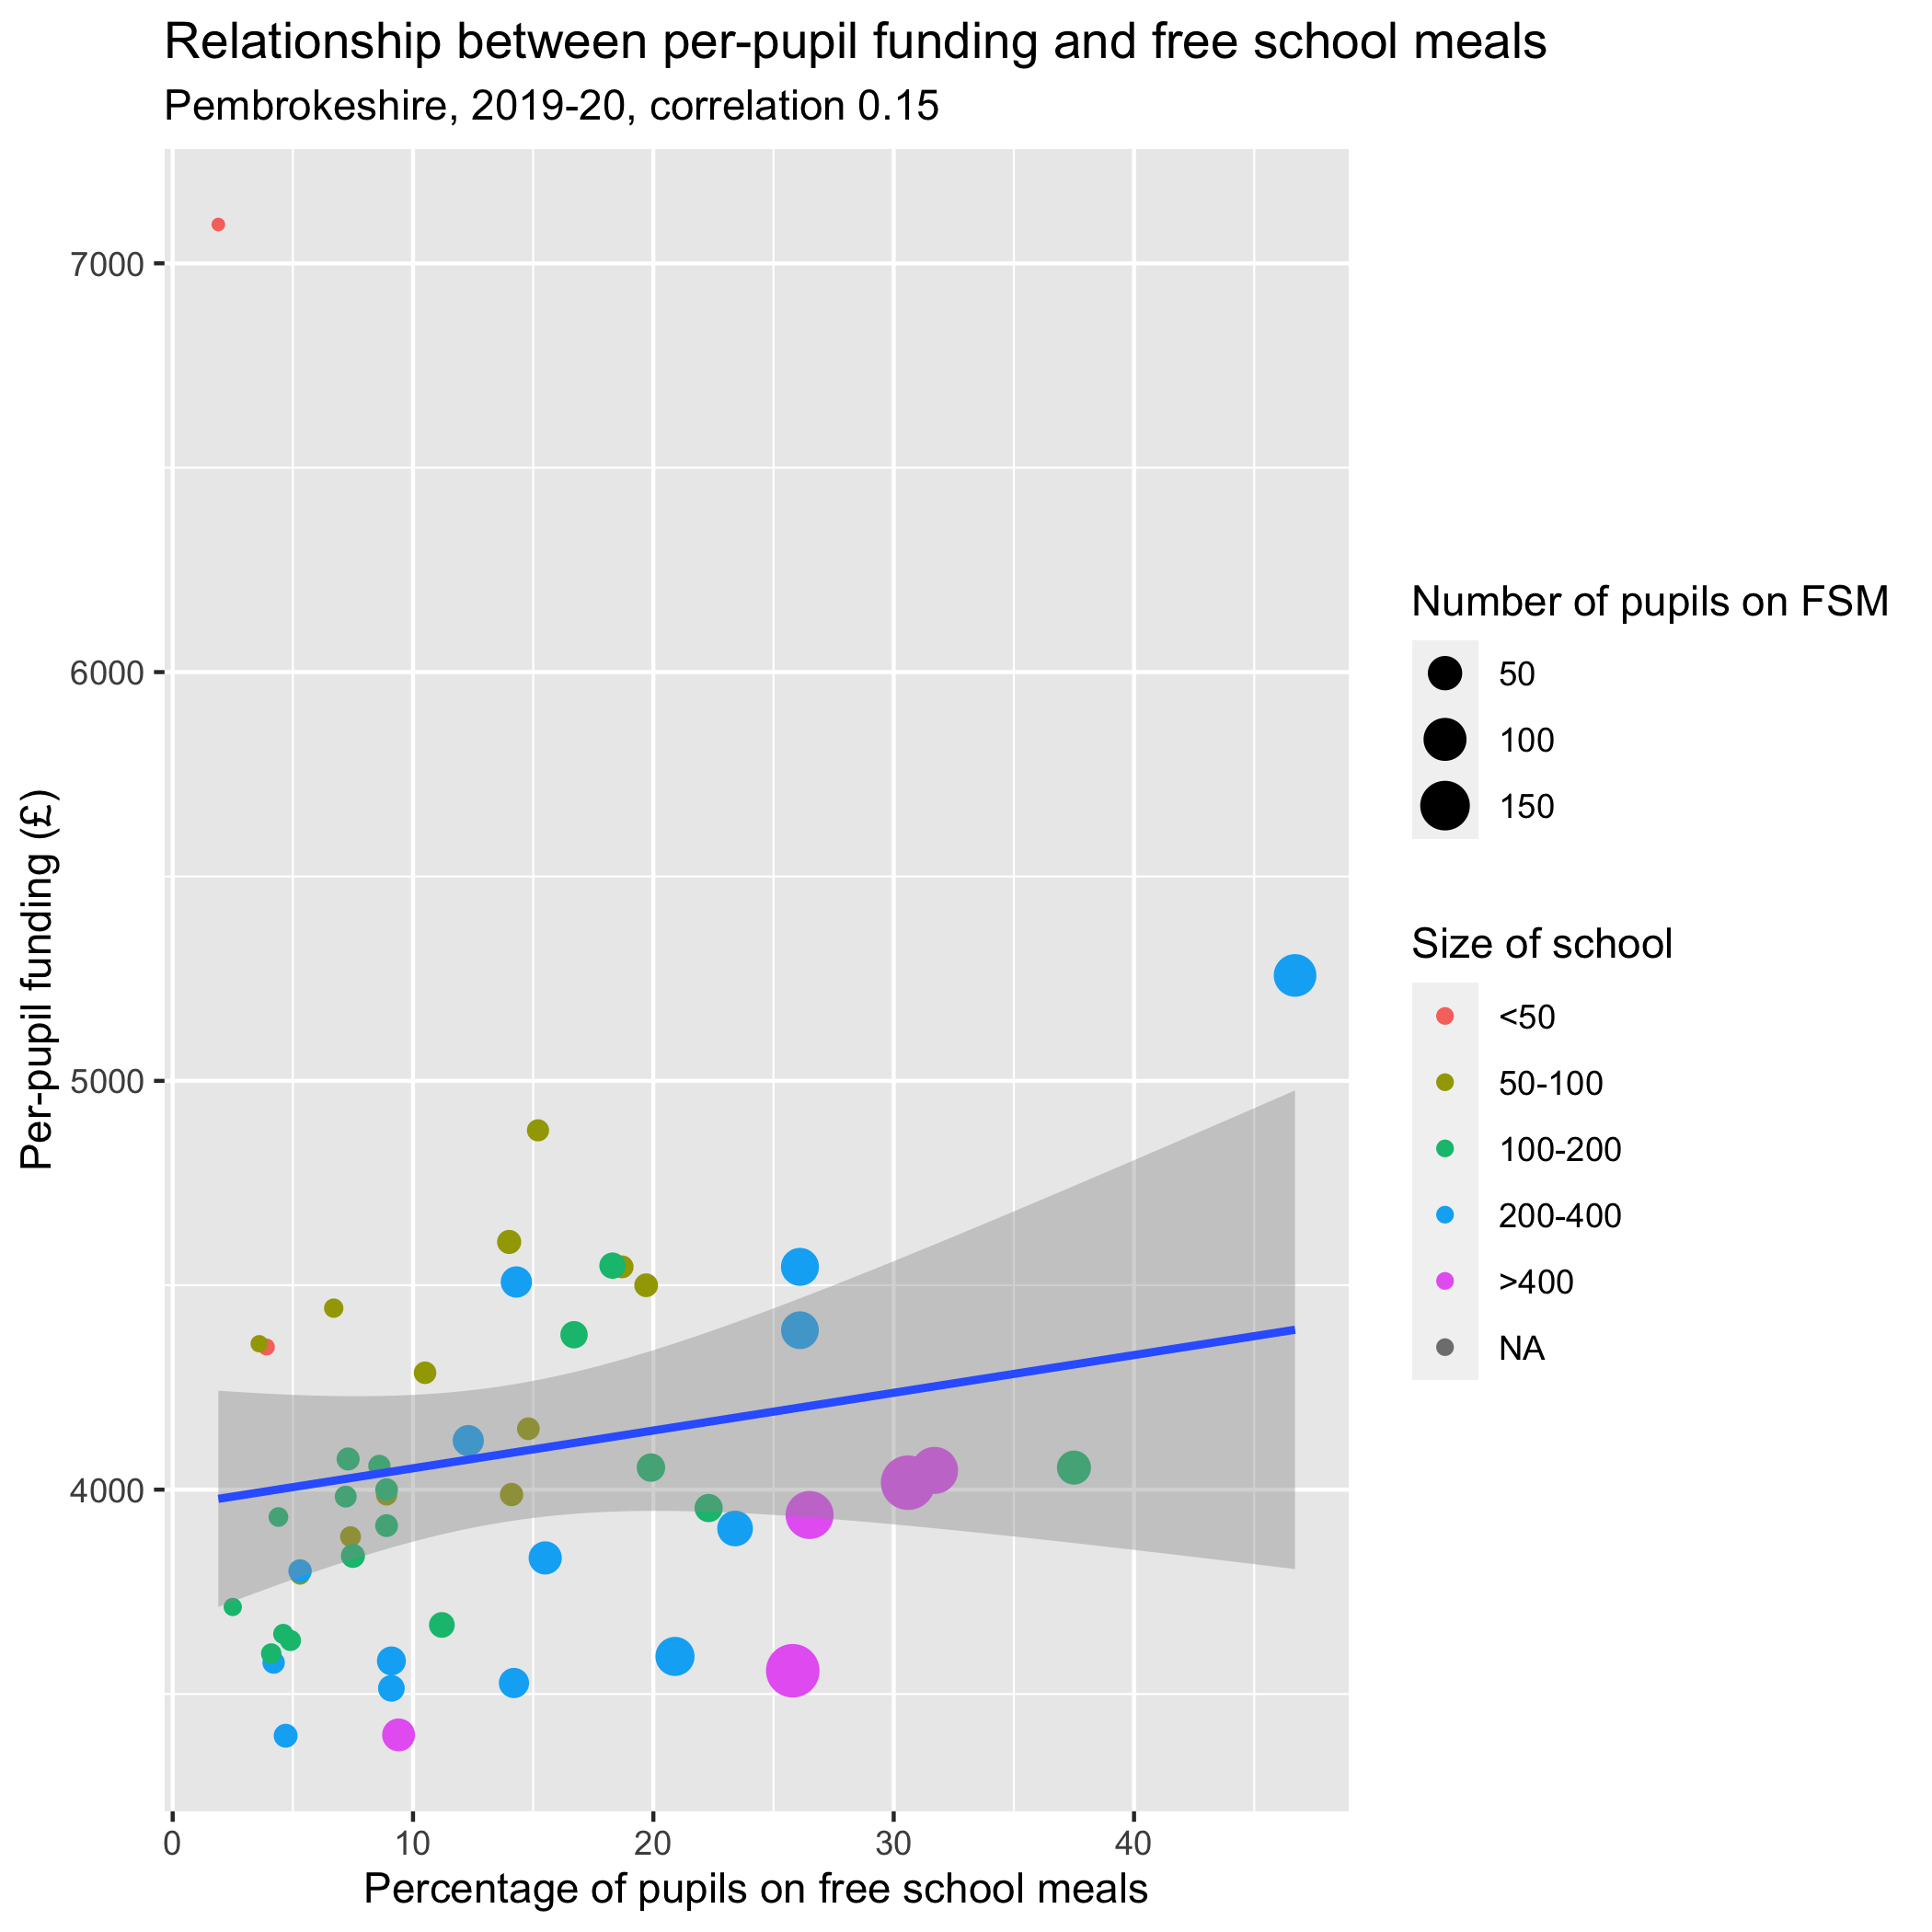 Relationship between per-pupil funding and free school meals
Pembrokeshire, 2019-20, correlation 0.15
7000
6000
5000
4000
Per-pupil funding (£)
0 10 20 30 40
Percentage of pupils on free school meals
Number of pupils on FSM
50
100
150
Size of school
<50
50-100
100-200
200-400
>400
NA